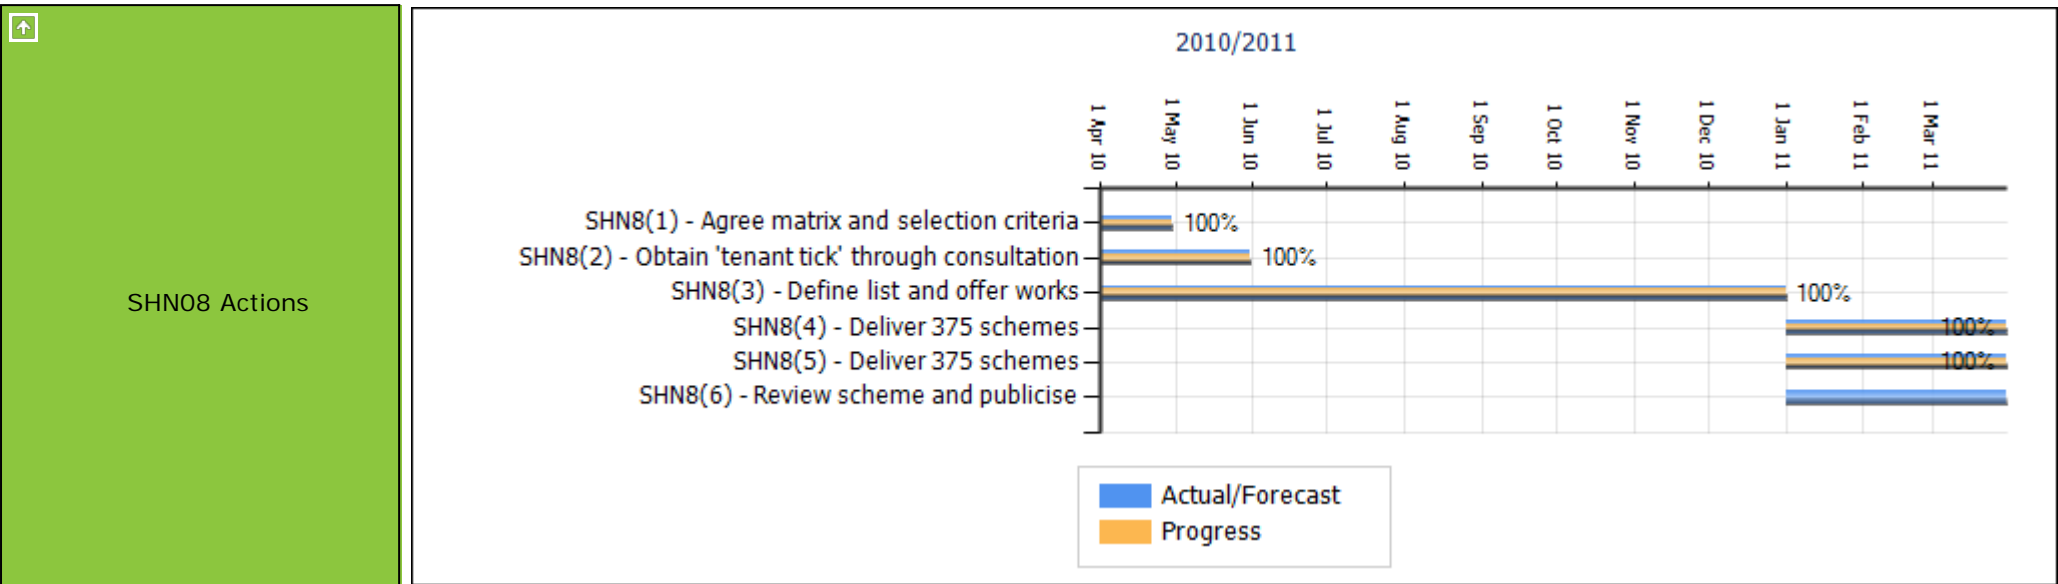 SHN08 Actions
2010/2011
1 Apr 10
1 May 10
1 Jun 10
1 Jul 10
1 Aug 10
1 Sep 10
1 Oct 10
1 Nov 10
1 Dec 10
1 Jan 11
1 Feb 11
1 Mar 11
SHN8(1) - Agree matrix and selection criteria 100%
SHN8(2) - Obtain 'tenant tick' through consultation 100%
SHN8(3) - Define list and offer works 100%
SHN8(4) - Deliver 375 schemes 100%
SHN8(5) - Deliver 375 schemes 100%
SHN8(6) - Review scheme and publicise
Actual/Forecast
Progress